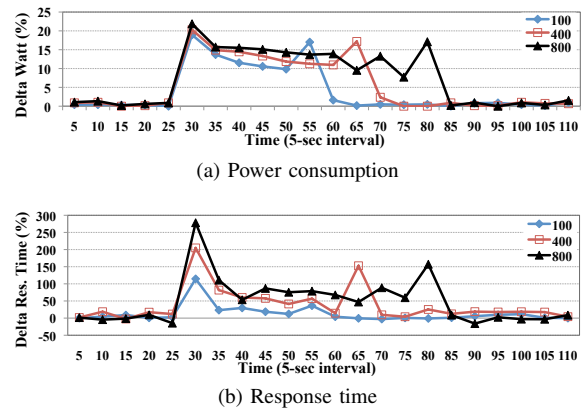 Delta Watt (%)
25
20
15
10
5
0
100
400
800
5 10 15 20 25 30 35 40 45 50 55 60 65 70 75 80 85 90 95 100 105 110
Time (5-sec interval)
(a) Power consumption
Delta Res. Time (%)
300
250
200
150
100
50
0
-50
100
400
800
5 10 15 20 25 30 35 40 45 50 55 60 65 70 75 80 85 90 95 100 105 110
Time (5-sec interval)
(b) Response time